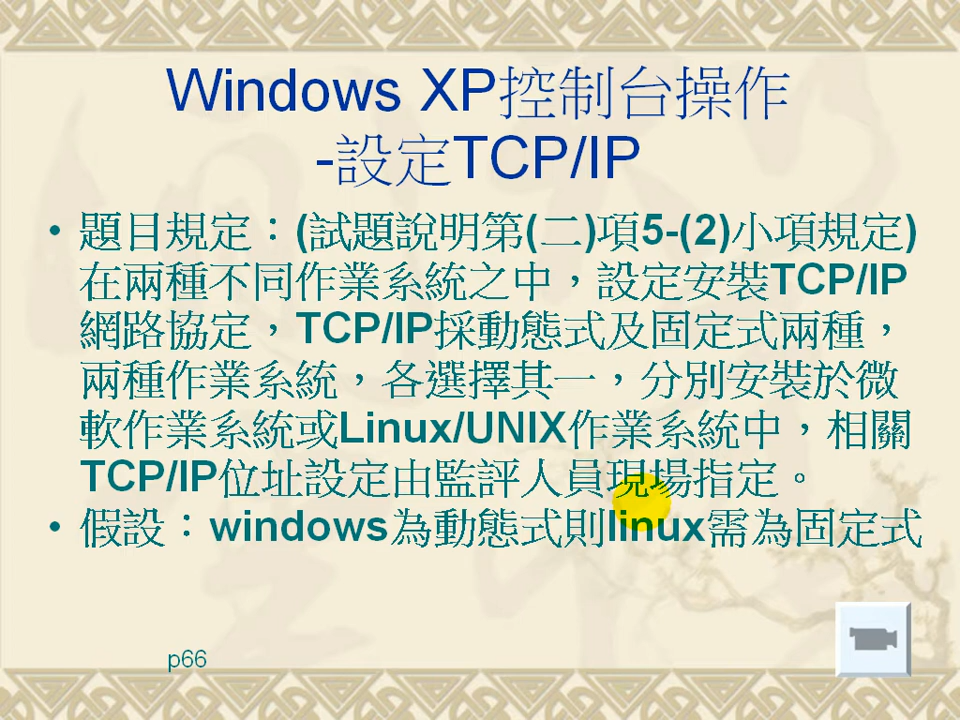 Windows XP控制台操作
-設定TCP/IP
• 題目規定：(試題說明第(二)項5-(2)小項規定)
在兩種不同作業系統之中，設定安裝TCP/IP
網路協定，TCP/IP採動態式及固定式兩種，
兩種作業系統，各選擇其一，分別安裝於微
軟作業系統或Linux/UNIX作業系統中，相關
TCP/IP位址設定由監評人員現場指定。
• 假設：windows為動態式則linux需為固定式
p66